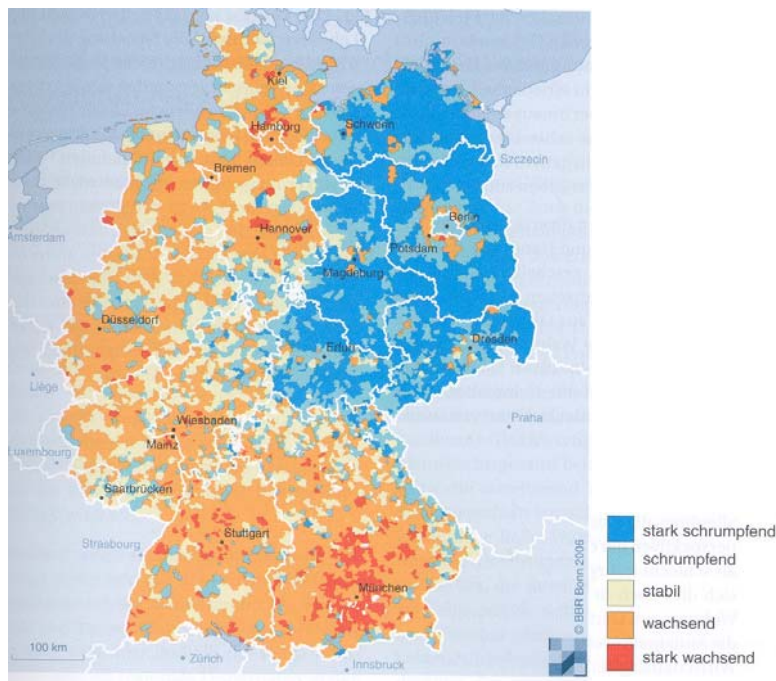 Kiel
Hamburg
Schwerin
Szczecin
Bremen
Amsterdam
Hannover
Berlin
Potsdam
Magdeburg
Düsseldorf
Erfurt
Dresden
Liège
Wiesbaden
Mainz
Praha
Luxembourg
Saarbrücken
Stuttgart
Strasbourg
München
100 km
Zürich
Innsbruck
© BBR Bonn 2006
stark schrumpfend
schrumpfend
stabil
wachsend
stark wachsend